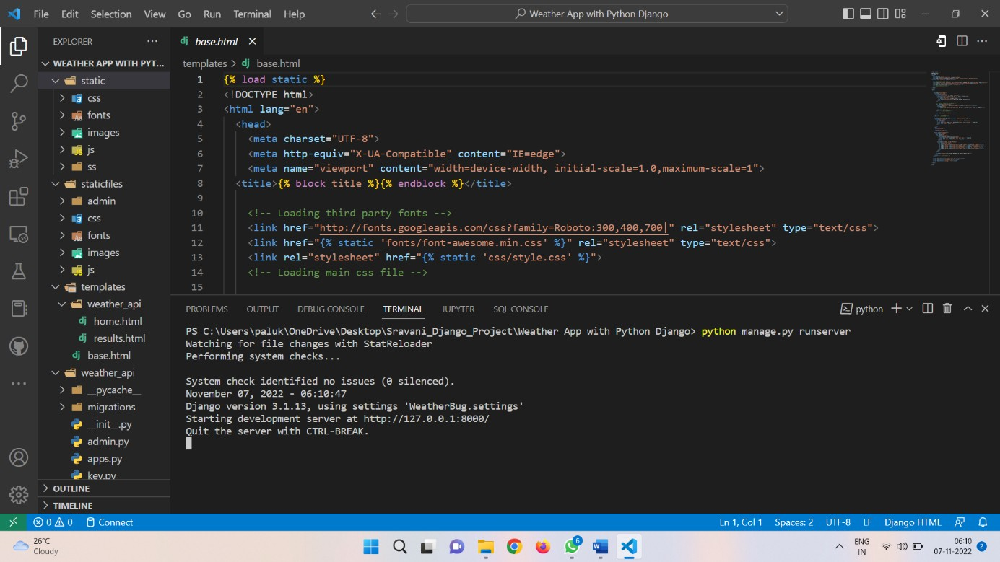 File Edit Selection View Go Run Terminal Help
Weather App with Python Django
EXPLORER
WEATHER APP WITH PYT...
static
css
fonts
images
js
ss
staticfiles
admin
css
fonts
images
js
templates
weather_api
home.html
results.html
base.html
weather_api
__pycache__
migrations
__init__.py
admin.py
apps.py
key.py
OUTLINE
TIMELINE
base.html
templates > base.html
1 {% load static %}
2 <!DOCTYPE html>
3 <html lang="en">
4 <head>
5 <meta charset="UTF-8">
6 <meta http-equiv="X-UA-Compatible" content="IE=edge">
7 <meta name="viewport" content="width=device-width, initial-scale=1.0,maximum-scale=1">
8 <title>{% block title %}{% endblock %}</title>
9
10 <!-- Loading third party fonts -->
11 <link href="http://fonts.googleapis.com/css?family=Roboto:300,400,700|" rel="stylesheet" type="text/css">
12 <link href="{% static 'fonts/font-awesome.min.css' %}" rel="stylesheet" type="text/css">
13 <link rel="stylesheet" href="{% static 'css/style.css' %}">
14 <!-- Loading main css file -->
15
PROBLEMS OUTPUT DEBUG CONSOLE TERMINAL JUPYTER SQL CONSOLE
python
PS C:\Users\paluk\OneDrive\Desktop\Sravani_Django_Project\Weather App with Python Django> python manage.py runserver
Watching for file changes with StatReloader
Performing system checks...
System check identified no issues (0 silenced).
November 07, 2022 - 06:10:47
Django version 3.1.13, using settings 'WeatherBug.settings'
Starting development server at http://127.0.0.1:8000/
Quit the server with CTRL-BREAK.
0 0 Connect
Ln 1, Col 1 Spaces: 2 UTF-8 LF Django HTML
26°C
Cloudy
6
ENG
IN
06:10
07-11-2022
2